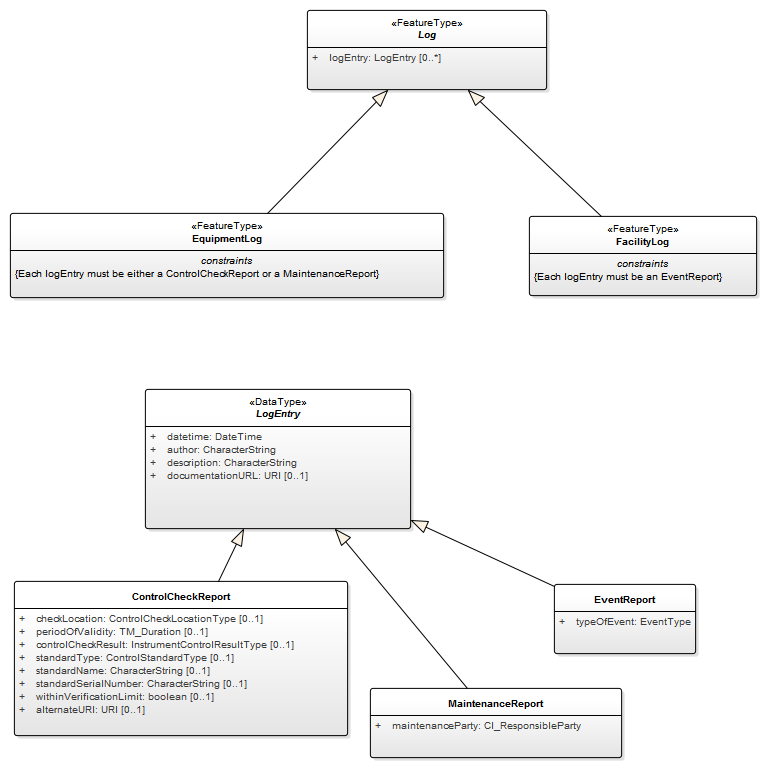 «FeatureType»
Log
+ logEntry: LogEntry [0..*]
«FeatureType»
EquipmentLog
constraints
{Each logEntry must be either a ControlCheckReport or a MaintenanceReport}
«FeatureType»
FacilityLog
constraints
{Each logEntry must be an EventReport}
«DataType»
LogEntry
+ datetime: DateTime
+ author: CharacterString
+ description: CharacterString
+ documentationURL: URI [0..1]
ControlCheckReport
+ checkLocation: ControlCheckLocationType [0..1]
+ periodOfValidity: TM_Duration [0..1]
+ controlCheckResult: InstrumentControlResultType [0..1]
+ standardType: ControlStandardType [0..1]
+ standardName: CharacterString [0..1]
+ standardSerialNumber: CharacterString [0..1]
+ withinVerificationLimit: boolean [0..1]
+ alternateURI: URI [0..1]
EventReport
+ typeOfEvent: EventType
MaintenanceReport
+ maintenanceParty: CI_ResponsibleParty